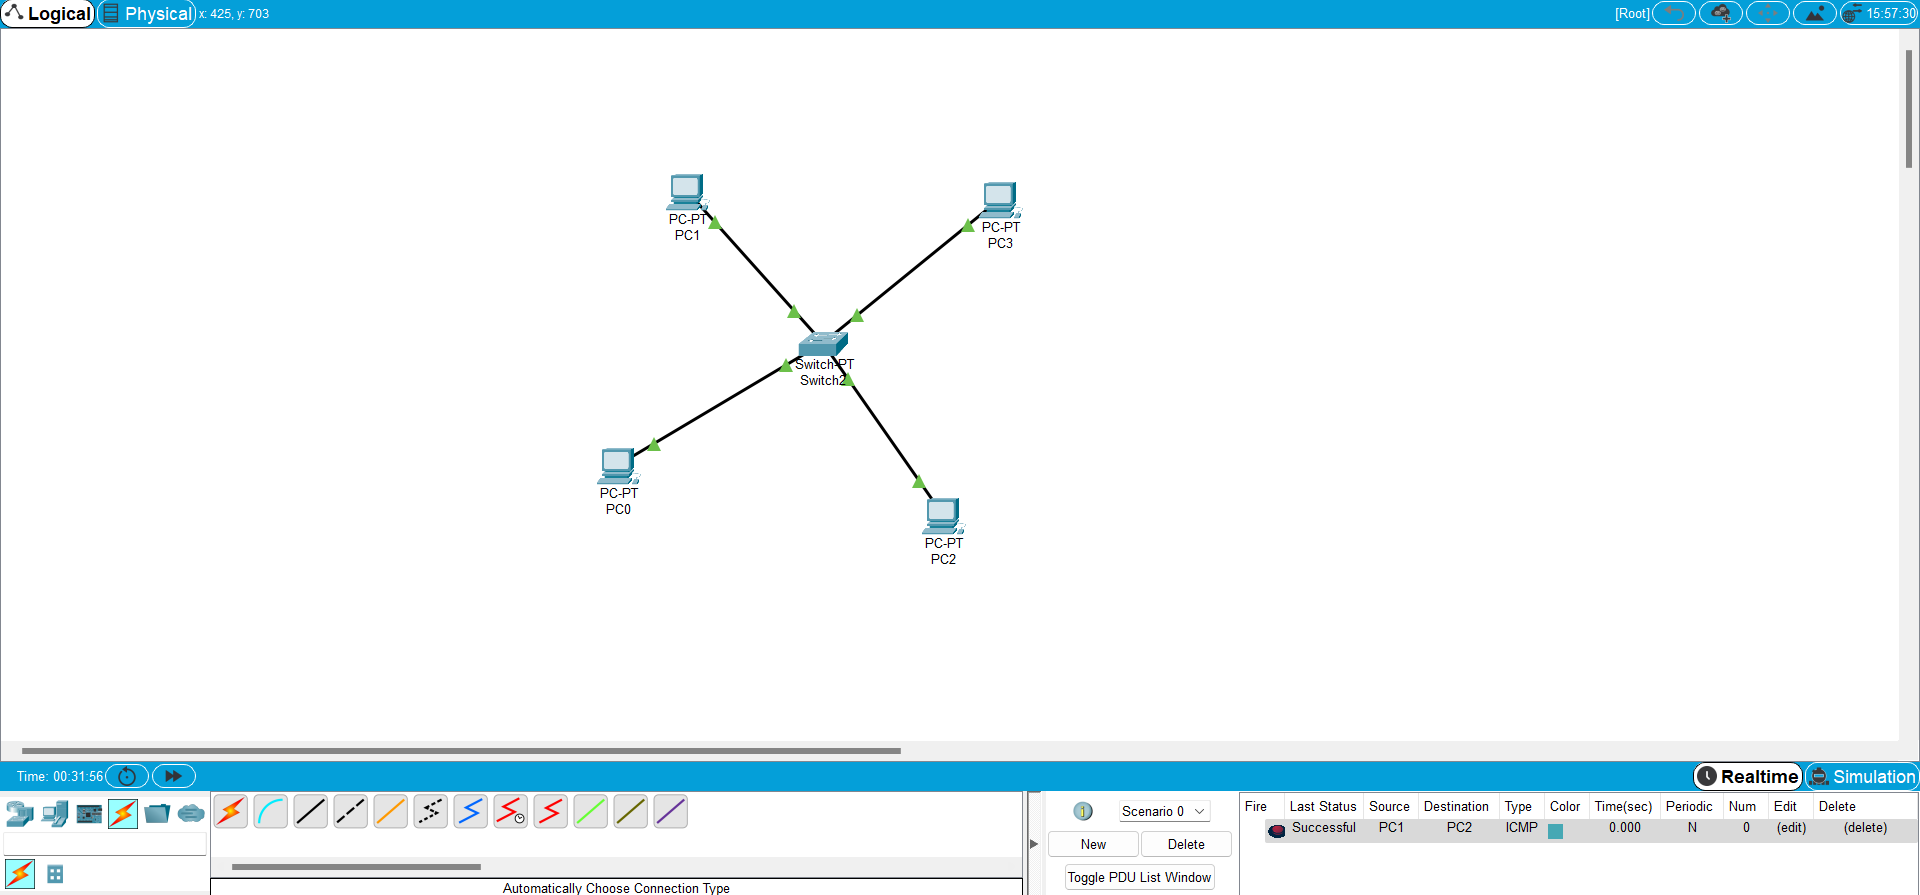 Logical Physical x: 425, y: 703 [Root] 15:57:30
PC-PT
PC1
PC-PT
PC3
Switch-PT
Switch2
PC-PT
PC0
PC-PT
PC2
Time: 00:31:56 Realtime Simulation
Scenario 0
New Delete
Toggle PDU List Window
Fire Last Status Source Destination Type Color Time(sec) Periodic Num Edit Delete
Successful PC1 PC2 ICMP 0.000 N 0 (edit) (delete)
Automatically Choose Connection Type